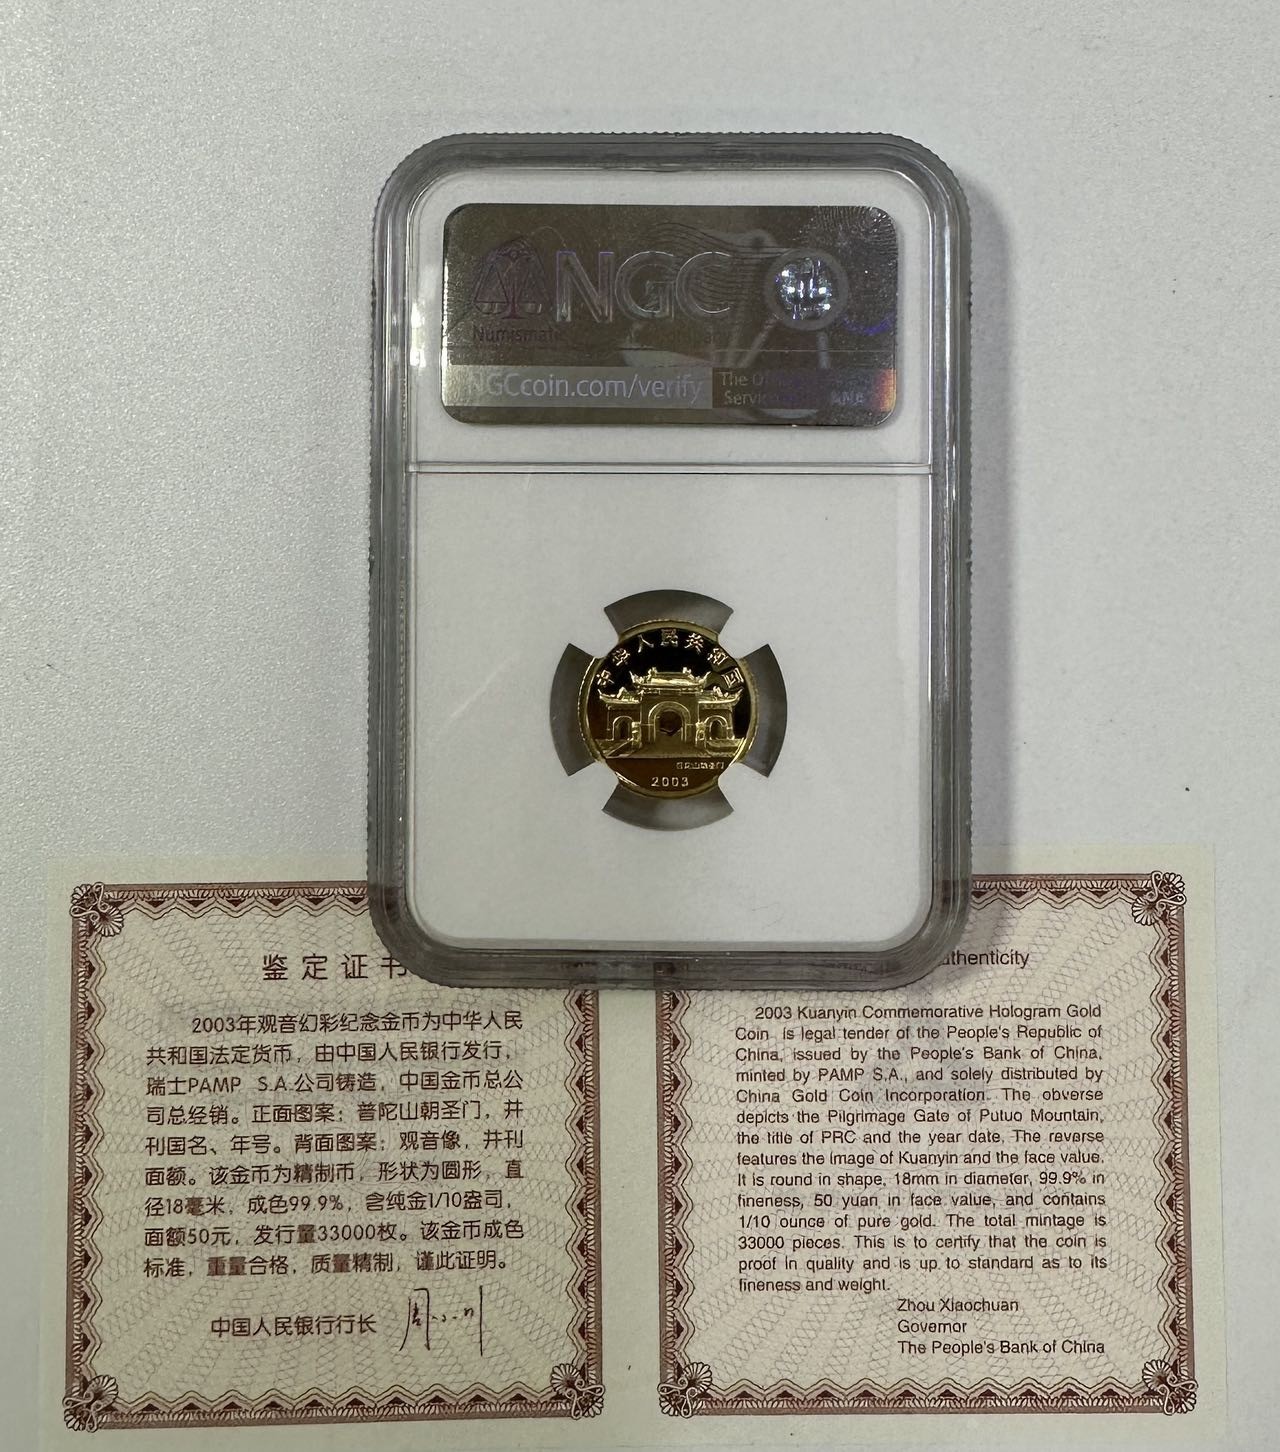 NGC
Numismatic
NGCcoin.com/verify
The O
Servic
中华人民共和国
普陀山朝圣门
2003
鉴定证书
2003年观音幻彩纪念金币为中华人民
共和国法定货币，由中国人民银行发行，
瑞士PAMP S.A.公司铸造，中国金币总公
司总经销。正面图案：普陀山朝圣门，并
刊国名、年号。背面图案：观音像，并刊
面额。该金币为精制币，形状为圆形，直
径18毫米，成色99.9%，含纯金1/10盎司，
面额50元，发行量33000枚。该金币成色
标准，重量合格，质量精制，谨此证明。
中国人民银行行长
uthenticity
2003 Kuanyin Commemorative Hologram Gold
Coin is legal tender of the People's Republic of
China, issued by the People's Bank of China,
minted by PAMP S.A., and solely distributed by
China Gold Coin Incorporation. The obverse
depicts the Pilgrimage Gate of Putuo Mountain,
the title of PRC and the year date. The reverse
features the image of Kuanyin and the face value.
It is round in shape, 18mm in diameter, 99.9% in
fineness, 50 yuan in face value, and contains
1/10 ounce of pure gold. The total mintage is
33000 pieces. This is to certify that the coin is
proof in quality and is up to standard as to its
fineness and weight.
Zhou Xiaochuan
Governor
The People's Bank of China